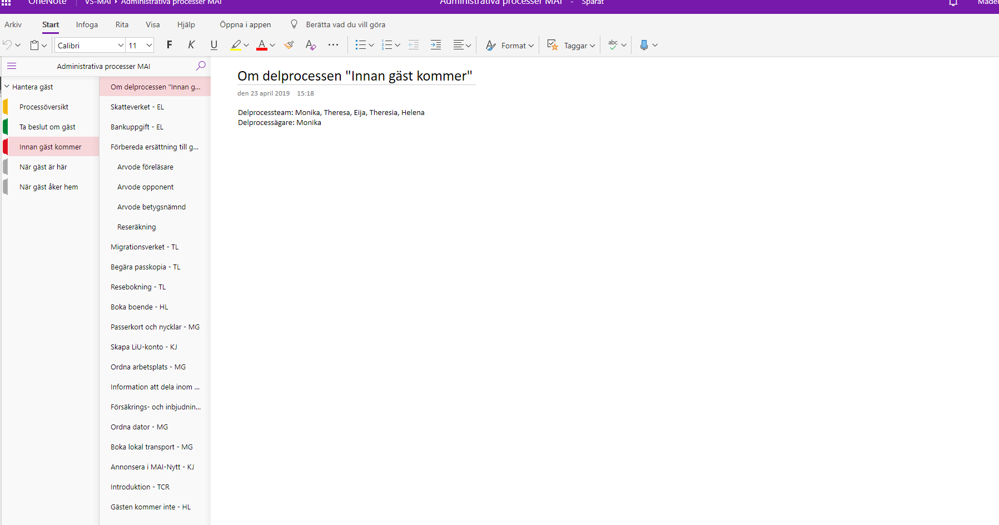 OneNote VS-MAI › Administrativa processer MAI Administrativa processer MAI - Sparat Madel
Arkiv Start Infoga Rita Visa Hjälp Öppna i appen Berätta vad du vill göra
Calibri 11 F K U A A abc Format Taggar
Administrativa processer MAI
Hantera gäst
Processöversikt
Ta beslut om gäst
Innan gäst kommer
När gäst är här
När gäst åker hem
Om delprocessen "Innan g...
Skatteverket - EL
Bankuppgift - EL
Förbereda ersättning till g...
Arvode föreläsare
Arvode opponent
Arvode betygsnämnd
Reseräkning
Migrationsverket - TL
Begära passkopia - TL
Resebokning - TL
Boka boende - HL
Passerkort och nycklar - MG
Skapa LiU-konto - KJ
Ordna arbetsplats - MG
Information att dela inom ...
Försäkrings- och inbjudnin...
Ordna dator - MG
Boka lokal transport - MG
Annonsera i MAI-Nytt - KJ
Introduktion - TCR
Gästen kommer inte - HL
Om delprocessen "Innan gäst kommer"
den 23 april 2019 15:18
Delprocessteam: Monika, Theresa, Eija, Theresia, Helena
Delprocessägare: Monika